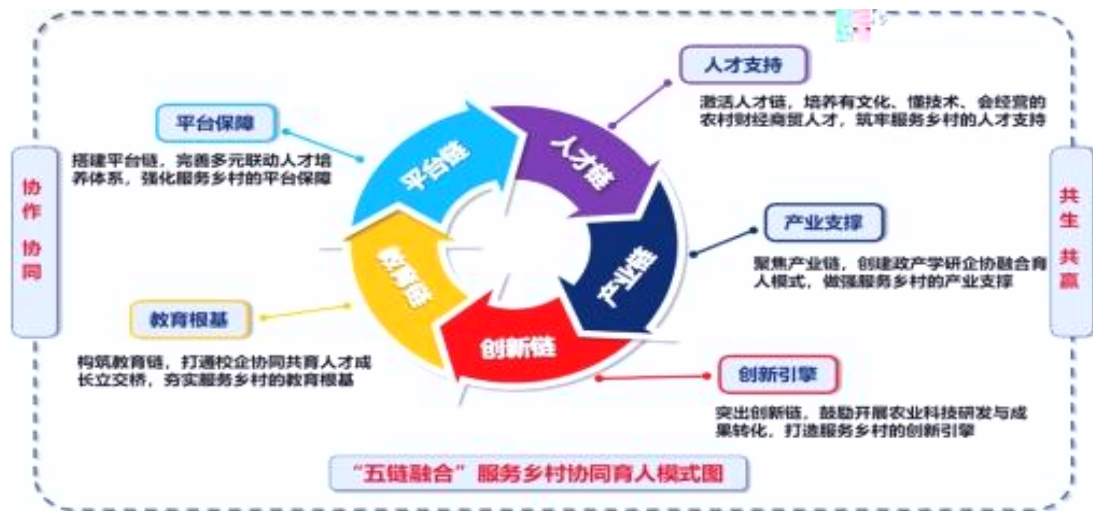 人才支持
激活人才链，培养有文化、懂技术、会经营的
农村财经商贸人才，筑牢服务乡村的人才支持
平台保障
搭建平台链，完善多元联动人才培
养体系，强化服务乡村的平台保障
平台链
人才链
协作 协同
共生 共赢
产业支撑
聚焦产业链，创建政产学研企协融合育
人模式，做强服务乡村的产业支撑
教育链
产业链
创新链
教育根基
构筑教育链，打通校企协同共育人才成
长立交桥，夯实服务乡村的教育根基
创新引擎
突出创新链，鼓励开展农业科技研发与成
果转化，打造服务乡村的创新引擎
“五链融合”服务乡村协同育人模式图